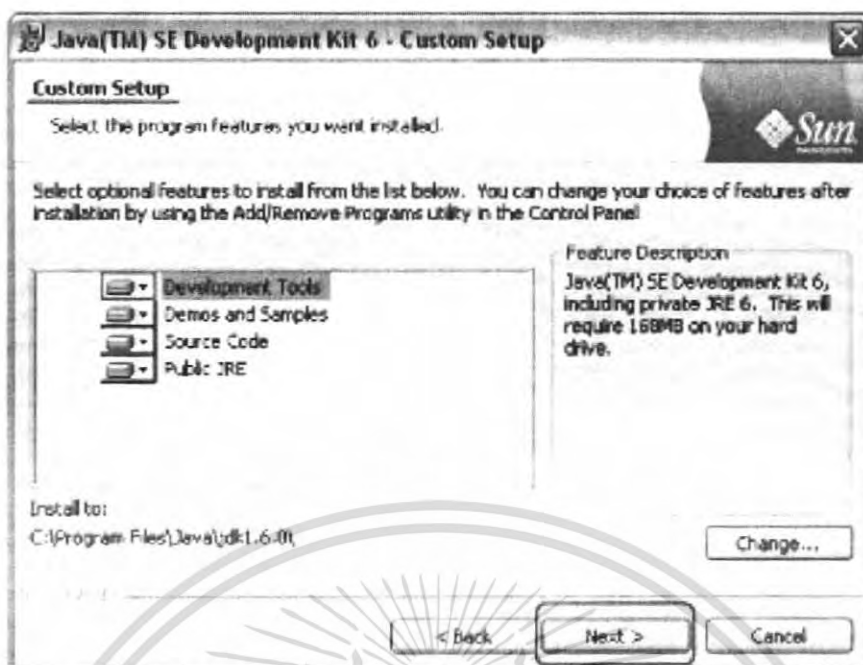 Java(TM) SE Development Kit 6 - Custom Setup
Custom Setup
Select the program features you want installed.
Sun
Select optional features to install from the list below. You can change your choice of features after
installation by using the Add/Remove Programs utility in the Control Panel
Development Tools
Demos and Samples
Source Code
Public JRE
Feature Description
Java(TM) SE Development Kit 6,
including private JRE 6. This will
require 168MB on your hard
drive.
Install to:
C:\Program Files\Java\jdk1.6.0\
Change...
< Back
Next >
Cancel